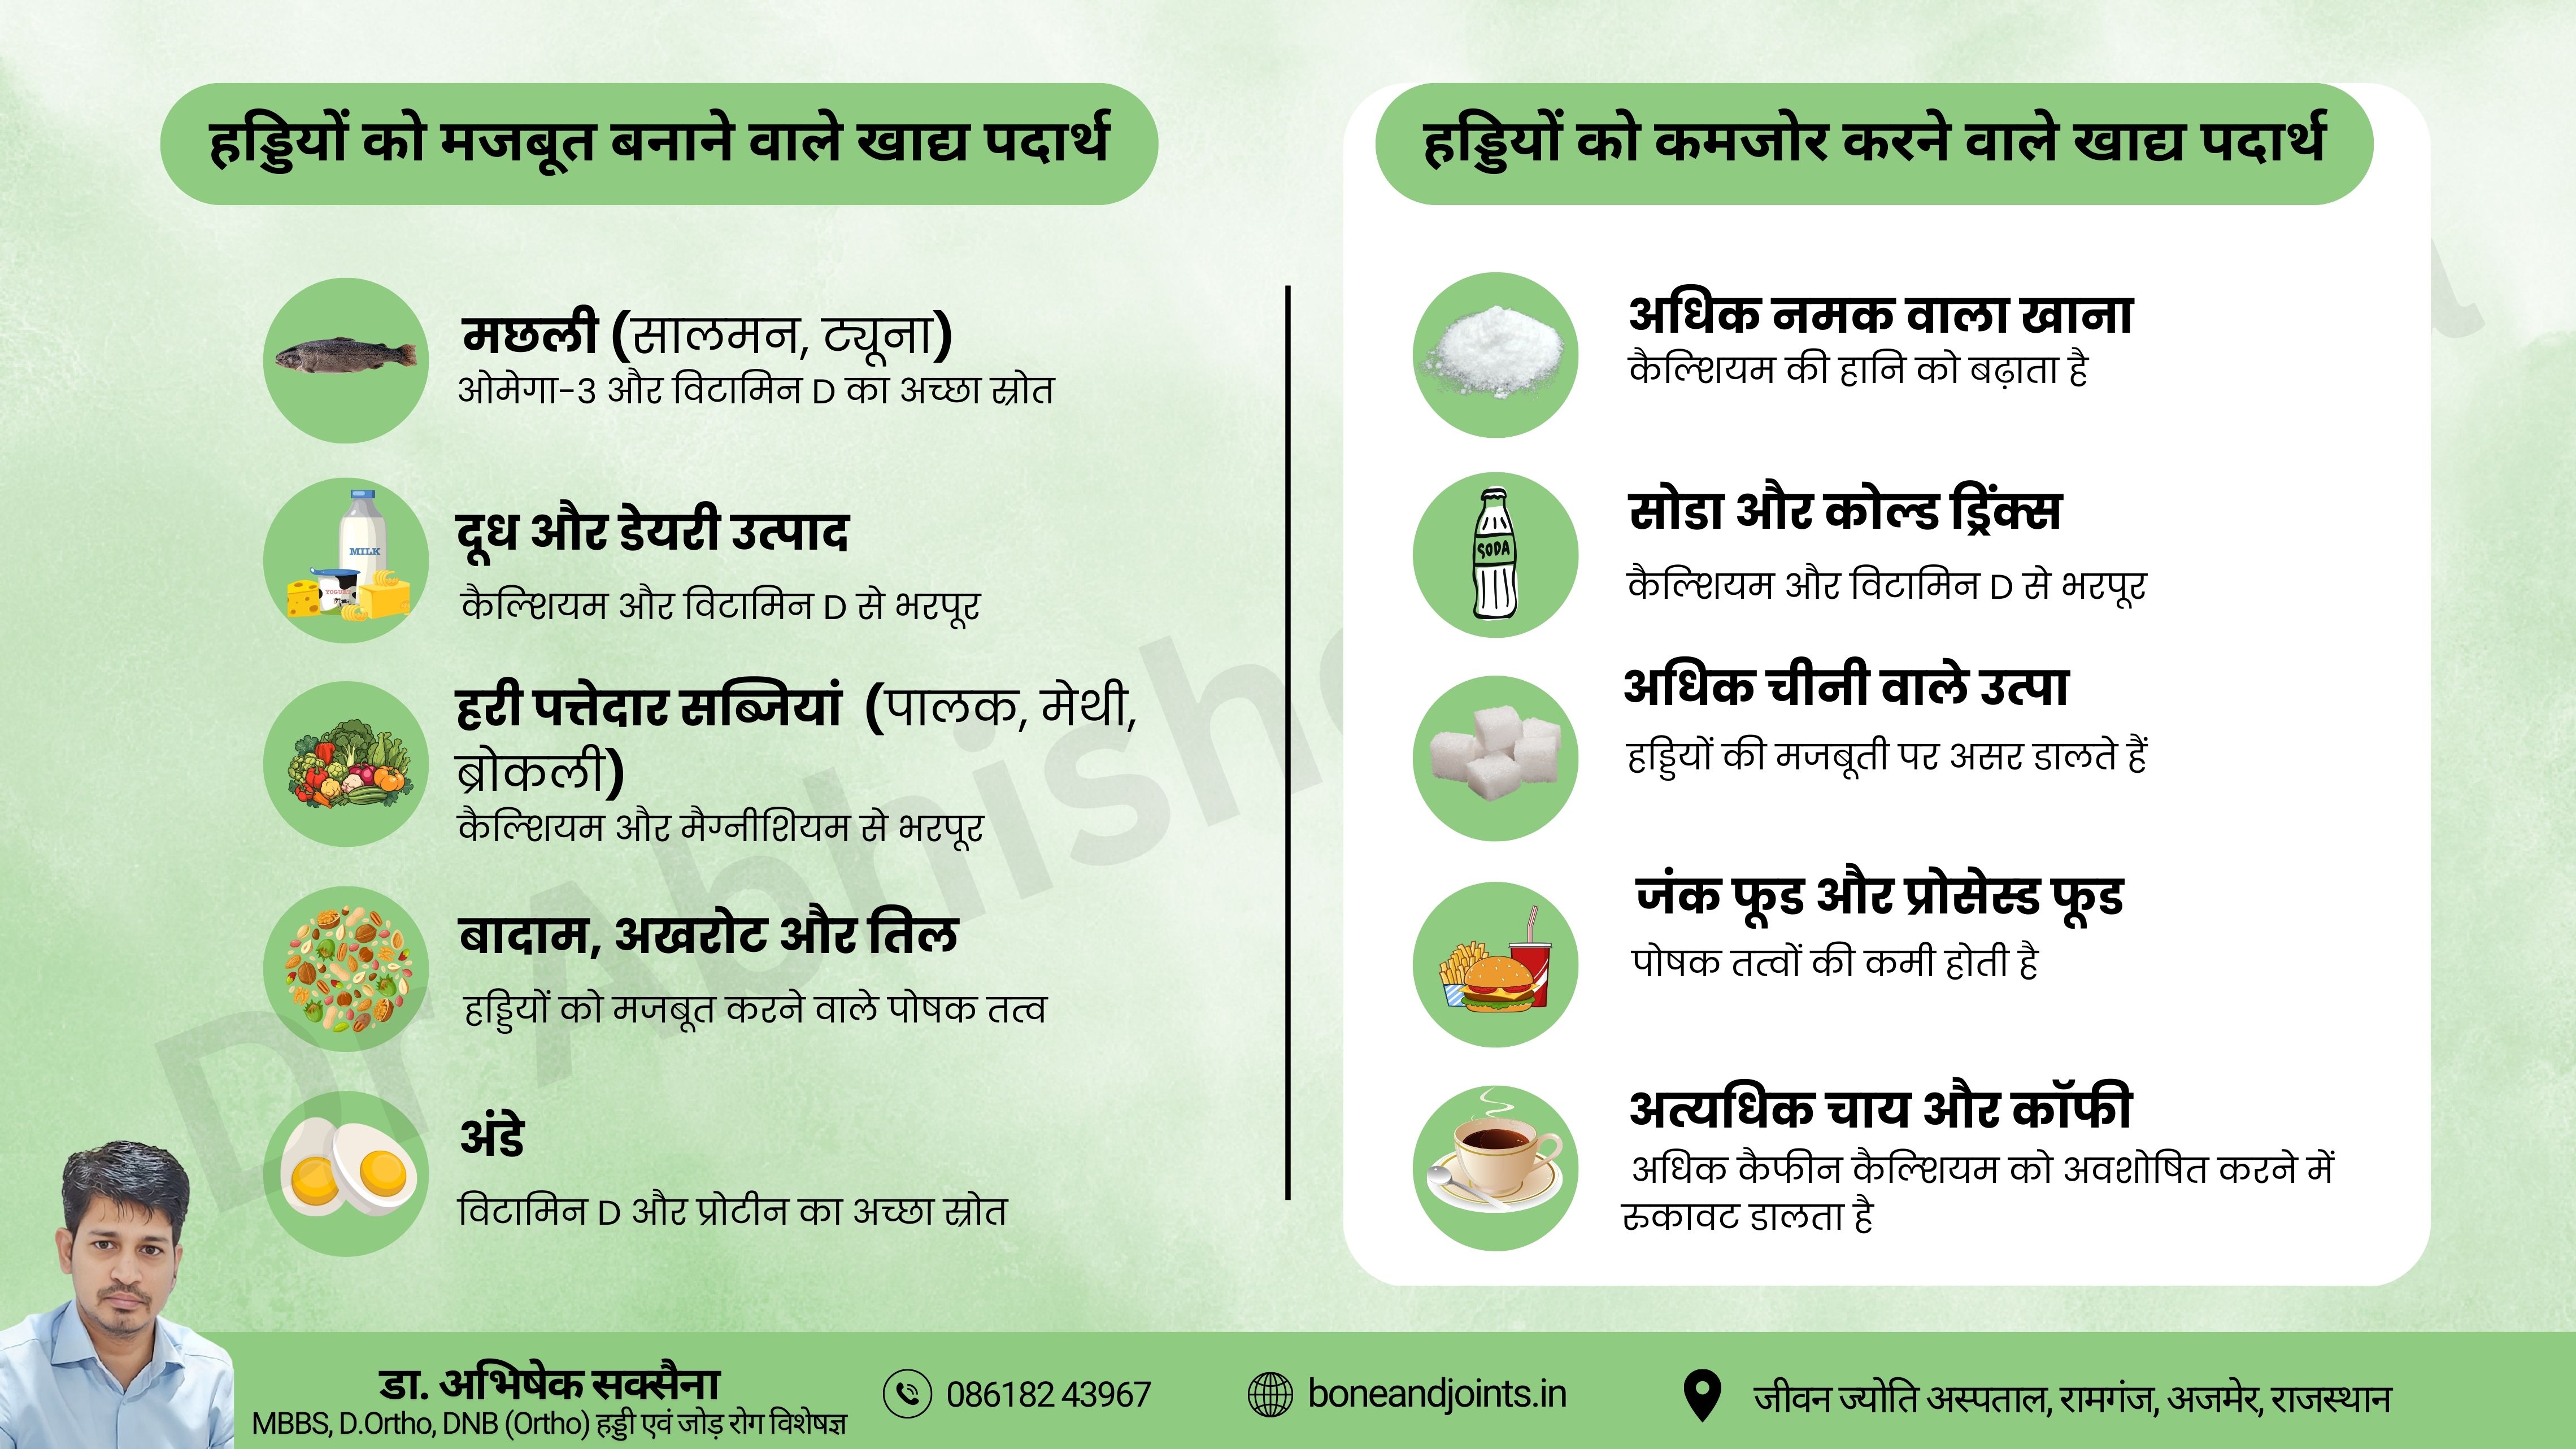 हड्डियों को मजबूत बनाने वाले खाद्य पदार्थ
मछली (सालमन, ट्यूना)
ओमेगा-3 और विटामिन D का अच्छा स्रोत
MILK
YOGURT
दूध और डेयरी उत्पाद
कैल्शियम और विटामिन D से भरपूर
हरी पत्तेदार सब्जियां (पालक, मेथी,
ब्रोकली)
कैल्शियम और मैग्नीशियम से भरपूर
बादाम, अखरोट और तिल
हड्डियों को मजबूत करने वाले पोषक तत्व
अंडे
विटामिन D और प्रोटीन का अच्छा स्रोत
हड्डियों को कमजोर करने वाले खाद्य पदार्थ
अधिक नमक वाला खाना
कैल्शियम की हानि को बढ़ाता है
SODA
सोडा और कोल्ड ड्रिंक्स
कैल्शियम और विटामिन D से भरपूर
अधिक चीनी वाले उत्पा
हड्डियों की मजबूती पर असर डालते हैं
जंक फूड और प्रोसेस्ड फूड
पोषक तत्वों की कमी होती है
अत्यधिक चाय और कॉफी
अधिक कैफीन कैल्शियम को अवशोषित करने में
रुकावट डालता है
Dr Abhishe
डा. अभिषेक सक्सैना
MBBS, D.Ortho, DNB (Ortho) हड्डी एवं जोड़ रोग विशेषज्ञ
086182 43967
boneandjoints.in
जीवन ज्योति अस्पताल, रामगंज, अजमेर, राजस्थान